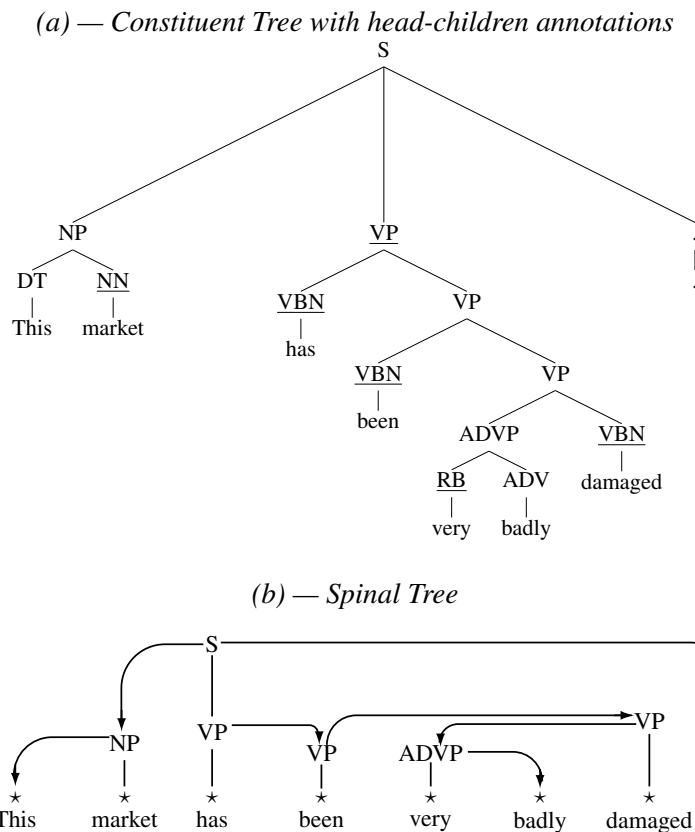 (a) — Constituent Tree with head-children annotations
S
NP VP .
DT NN VBN VP .
This market has
VBN VP
been
ADVP VBN
RB ADV damaged
very badly
(b) — Spinal Tree
S
NP VP VP ADVP VP
⋆ ⋆ ⋆ ⋆ ⋆ ⋆ ⋆
This market has been very badly damaged